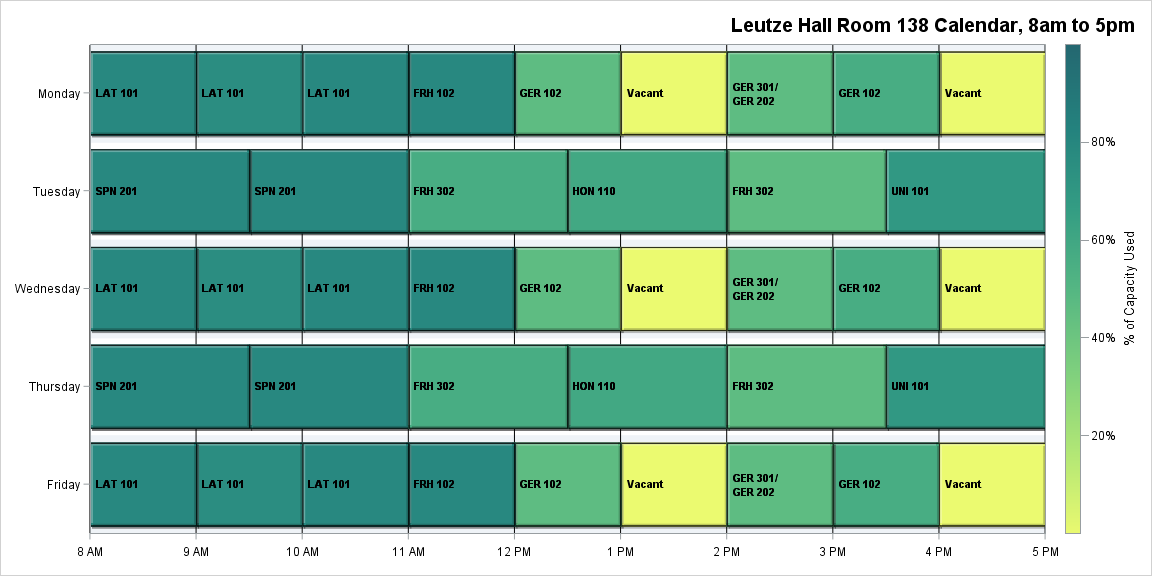 Leutze Hall Room 138 Calendar, 8am to 5pm
Monday
LAT 101
LAT 101
LAT 101
FRH 102
GER 102
Vacant
GER 301/
GER 202
GER 102
Vacant
Tuesday
SPN 201
SPN 201
FRH 302
HON 110
FRH 302
UNI 101
Wednesday
LAT 101
LAT 101
LAT 101
FRH 102
GER 102
Vacant
GER 301/
GER 202
GER 102
Vacant
Thursday
SPN 201
SPN 201
FRH 302
HON 110
FRH 302
UNI 101
Friday
LAT 101
LAT 101
LAT 101
FRH 102
GER 102
Vacant
GER 301/
GER 202
GER 102
Vacant
8 AM
9 AM
10 AM
11 AM
12 PM
1 PM
2 PM
3 PM
4 PM
5 PM
80%
60%
40%
20%
% of Capacity Used